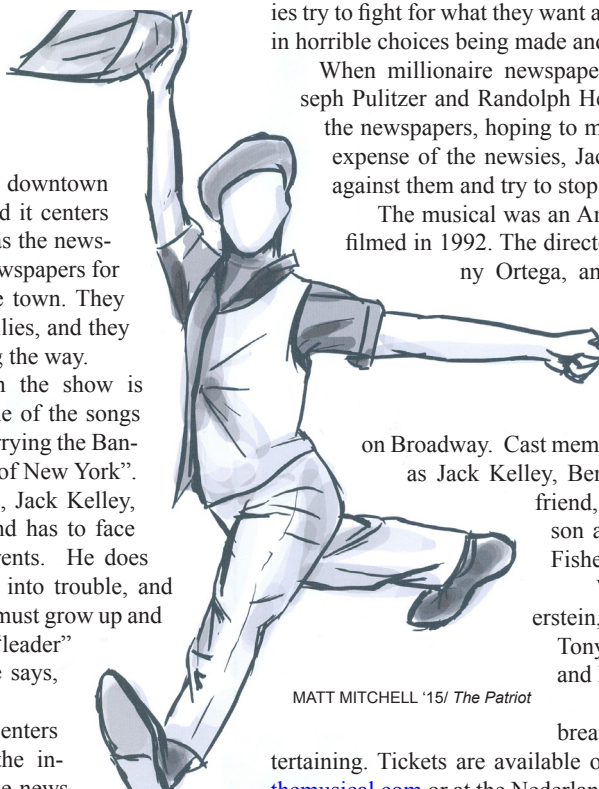 downtown
d it centers
as the news-
wspapers for
e town. They
lies, and they
g the way.
n the show is
e of the songs
rrying the Ban-
of New York”.
, Jack Kelley,
nd has to face
rents. He does
into trouble, and
must grow up and
“leader”
e says,
enters
the in-
e news
ies try to fight for what they want a
in horrible choices being made and
When millionaire newspape
seph Pulitzer and Randolph He
the newspapers, hoping to m
expense of the newsies, Jac
against them and try to stop
The musical was an Ar
filmed in 1992. The directo
ny Ortega, an
on Broadway. Cast mem
as Jack Kelley, Ben
friend,
son a
Fishe
erstein,
Tony
and
MATT MITCHELL ‘15/ The Patriot
brea
tertaining. Tickets are available o
themusical.com or at the Nederlan